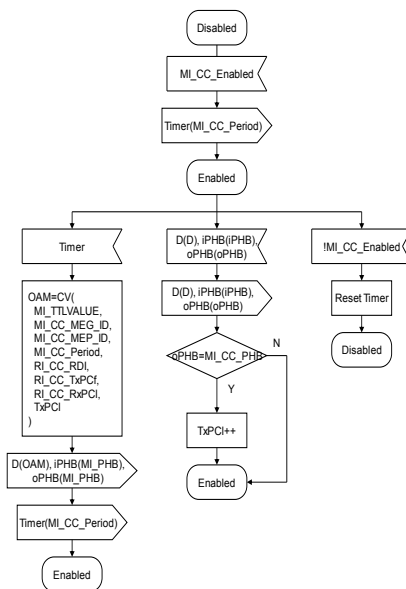 Disabled
MI_CC_Enabled
Timer(MI_CC_Period)
Enabled
Timer
OAM=CV(
MI_TTLVALUE,
MI_CC_MEG_ID,
MI_CC_MEP_ID,
MI_CC_Period,
RI_CC_RDI,
RI_CC_TxPCf,
RI_CC_RxPCl,
TxPCl
)
D(OAM), iPHB(MI_PHB),
oPHB(MI_PHB)
Timer(MI_CC_Period)
Enabled
D(D), iPHB(iPHB),
oPHB(oPHB)
D(D), iPHB(iPHB),
oPHB(oPHB)
oPHB=MI_CC_PHB
N
Y
TxPCl++
Enabled
!MI_CC_Enabled
Reset Timer
Disabled